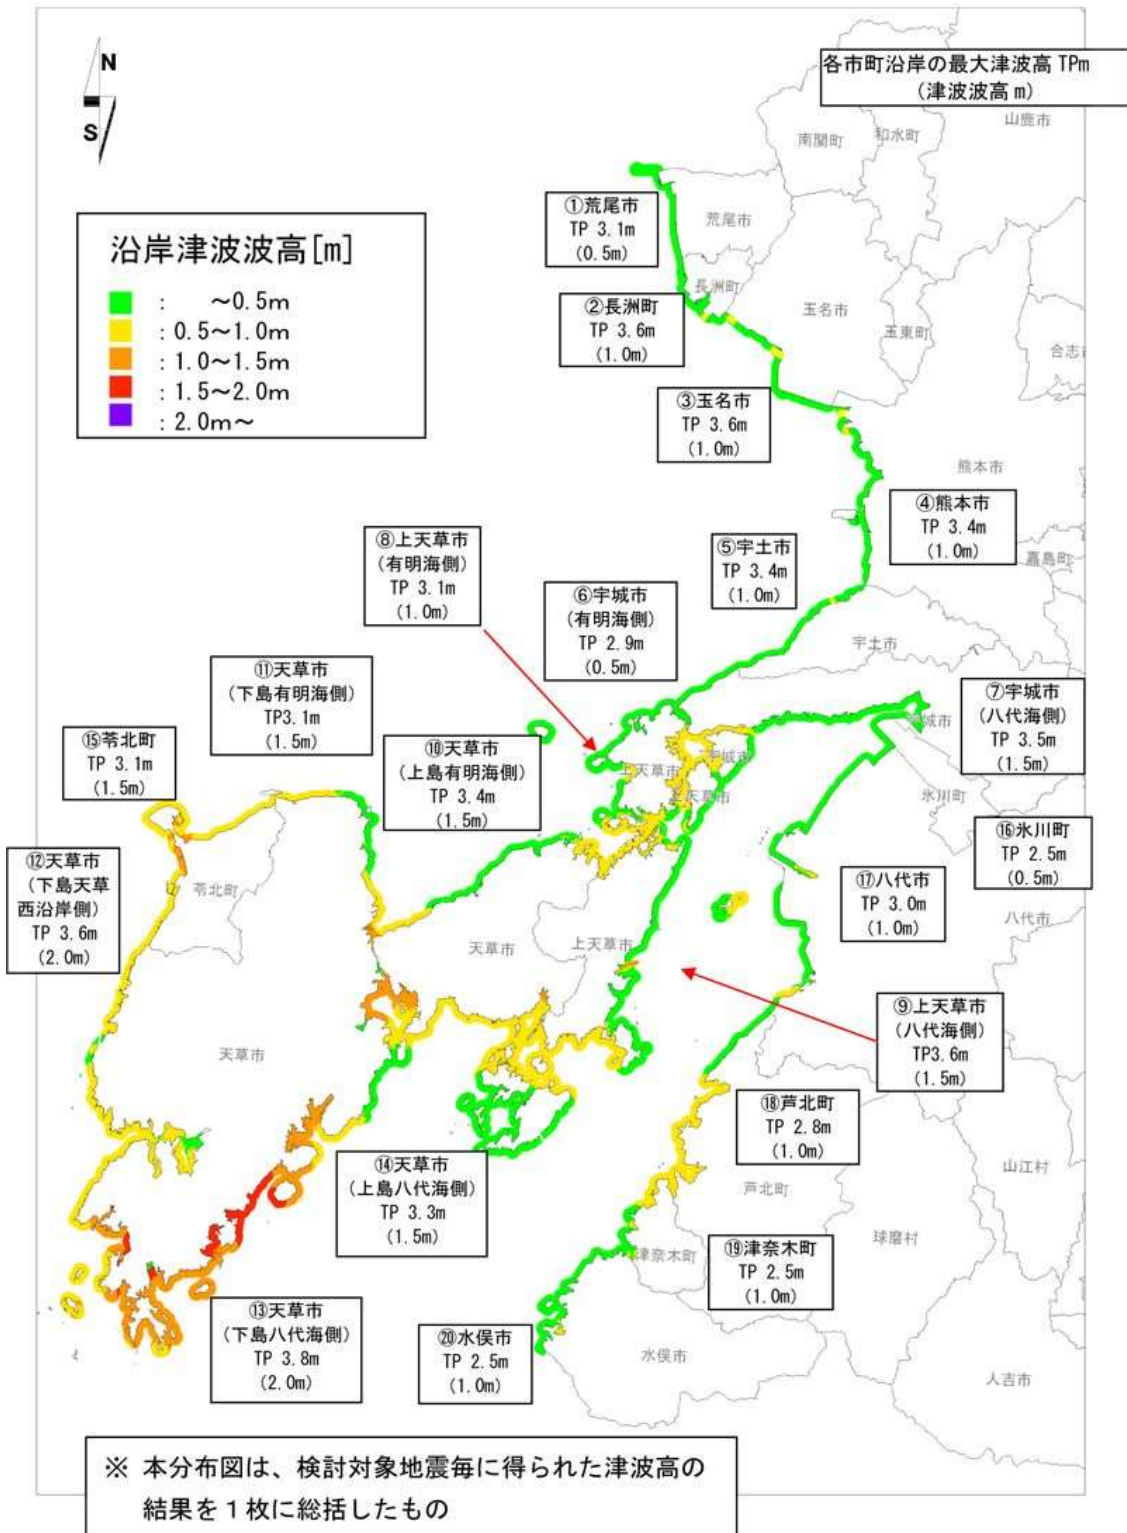 N
S
各市町沿岸の最大津波高 TPm
(津波波高 m)
山鹿市
南関町
和水町
①荒尾市
TP 3.1m
(0.5m)
荒尾市
沿岸津波波高[m]
: ～0.5m
: 0.5～1.0m
: 1.0～1.5m
: 1.5～2.0m
: 2.0m～
長洲町
②長洲町
TP 3.6m
(1.0m)
玉名市
玉東町
合志市
③玉名市
TP 3.6m
(1.0m)
熊本市
④熊本市
TP 3.4m
(1.0m)
⑧上天草市
(有明海側)
TP 3.1m
(1.0m)
⑤宇土市
TP 3.4m
(1.0m)
嘉島町
⑥宇城市
(有明海側)
TP 2.9m
(0.5m)
宇土市
⑪天草市
(下島有明海側)
TP3.1m
(1.5m)
⑦宇城市
(八代海側)
TP 3.5m
(1.5m)
宇城市
⑮苓北町
TP 3.1m
(1.5m)
⑩天草市
(上島有明海側)
TP 3.4m
(1.5m)
上天草市
宇城市
上天草市
氷川町
⑯氷川町
TP 2.5m
(0.5m)
⑫天草市
(下島天草
西沿岸側)
TP 3.6m
(2.0m)
苓北町
⑰八代市
TP 3.0m
(1.0m)
八代市
天草市
上天草市
⑨上天草市
(八代海側)
TP3.6m
(1.5m)
天草市
⑱芦北町
TP 2.8m
(1.0m)
⑭天草市
(上島八代海側)
TP 3.3m
(1.5m)
芦北町
山江村
球磨村
⑲津奈木町
TP 2.5m
(1.0m)
津奈木町
⑬天草市
(下島八代海側)
TP 3.8m
(2.0m)
⑳水俣市
TP 2.5m
(1.0m)
水俣市
人吉市
※ 本分布図は、検討対象地震毎に得られた津波高の
結果を１枚に総括したもの